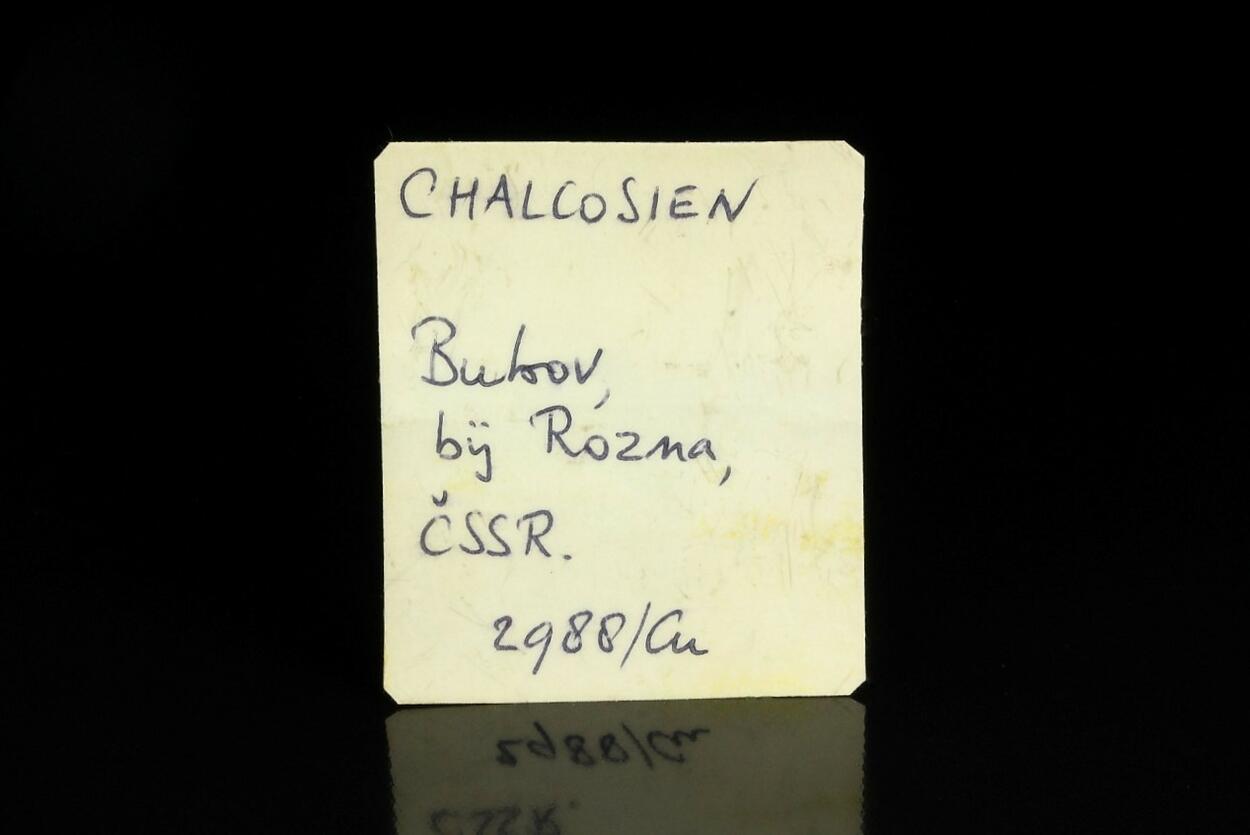 CHALCOSIEN
Bukov,
bij Rozna,
ČSSR.
2988/Cu